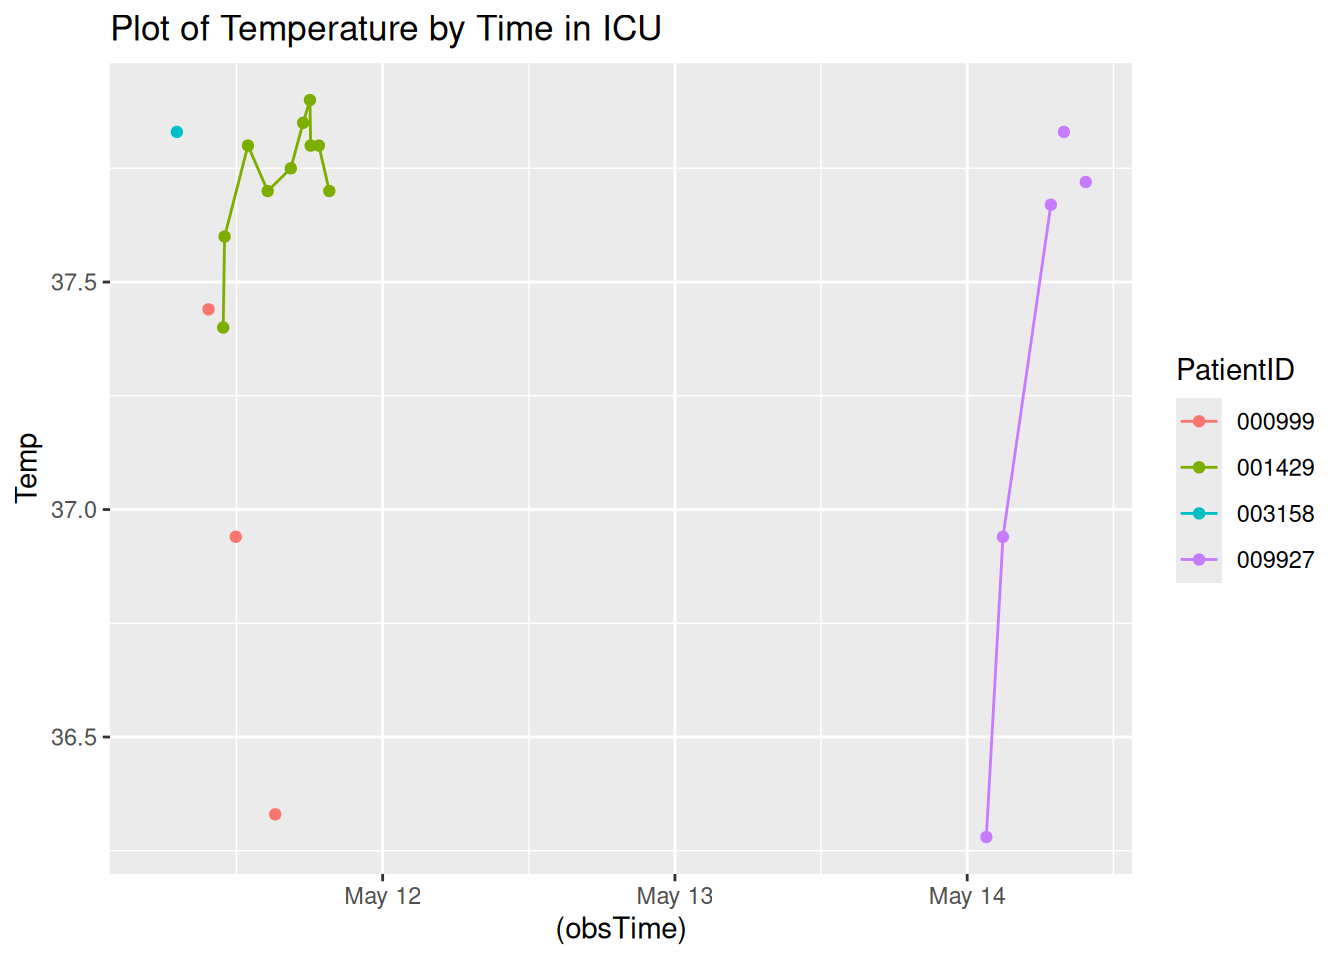 Plot of Temperature by Time in ICU
Temp
37.5
37.0
36.5
May 12
May 13
May 14
(obsTime)
PatientID
000999
001429
003158
009927